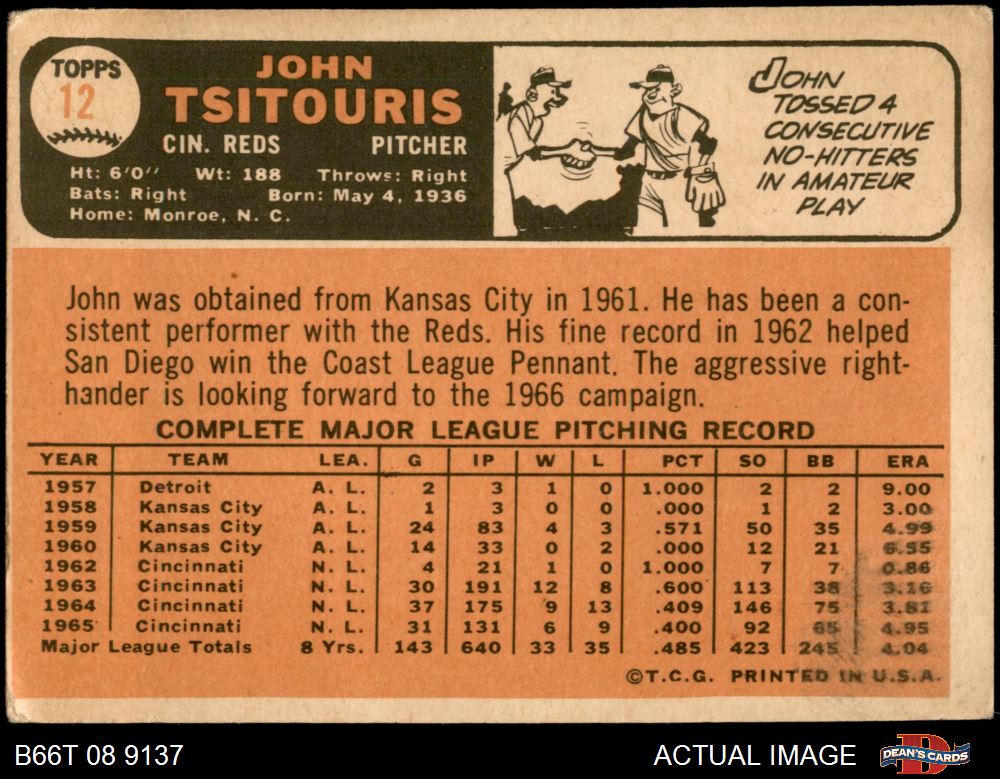 TOPPS
12
JOHN
TSITOURIS
CIN. REDS PITCHER
Ht: 6'0" Wt: 188 Throws: Right
Bats: Right Born: May 4, 1936
Home: Monroe, N. C.
JOHN
TOSSED 4
CONSECUTIVE
NO-HITTERS
IN AMATEUR
PLAY
John was obtained from Kansas City in 1961. He has been a con-
sistent performer with the Reds. His fine record in 1962 helped
San Diego win the Coast League Pennant. The aggressive right-
hander is looking forward to the 1966 campaign.
COMPLETE MAJOR LEAGUE PITCHING RECORD
YEAR TEAM LEA. G IP W L PCT SO BB ERA
1957 Detroit A. L. 2 3 1 0 1.000 2 2 9.00
1958 Kansas City A. L. 1 3 0 0 .000 1 2 3.00
1959 Kansas City A. L. 24 83 4 3 .571 50 35 4.99
1960 Kansas City A. L. 14 33 0 2 .000 12 21 6.55
1962 Cincinnati N. L. 4 21 1 0 1.000 7 7 0.86
1963 Cincinnati N. L. 30 191 12 8 .600 113 38 3.16
1964 Cincinnati N. L. 37 175 9 13 .409 146 75 3.81
1965 Cincinnati N. L. 31 131 6 9 .400 92 65 4.95
Major League Totals 8 Yrs. 143 640 33 35 .485 423 245 4.04
©T.C.G. PRINTED IN U.S.A.
B66T 08 9137 ACTUAL IMAGE DEAN'S CARDS